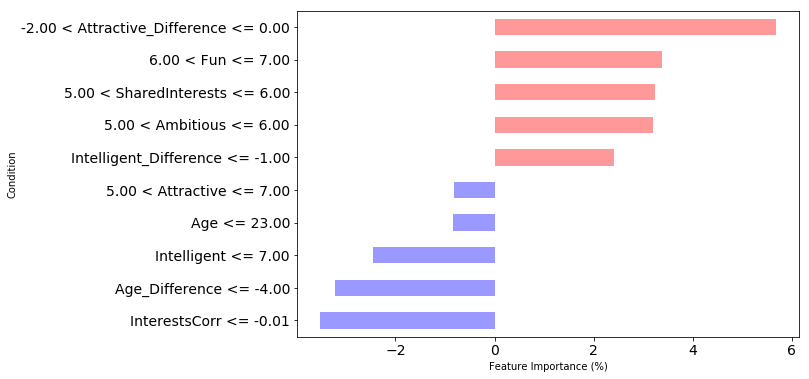 -2.00 < Attractive_Difference <= 0.00
6.00 < Fun <= 7.00
5.00 < SharedInterests <= 6.00
5.00 < Ambitious <= 6.00
Intelligent_Difference <= -1.00
5.00 < Attractive <= 7.00
Age <= 23.00
Intelligent <= 7.00
Age_Difference <= -4.00
InterestsCorr <= -0.01
Condition
−2 0 2 4 6
Feature Importance (%)